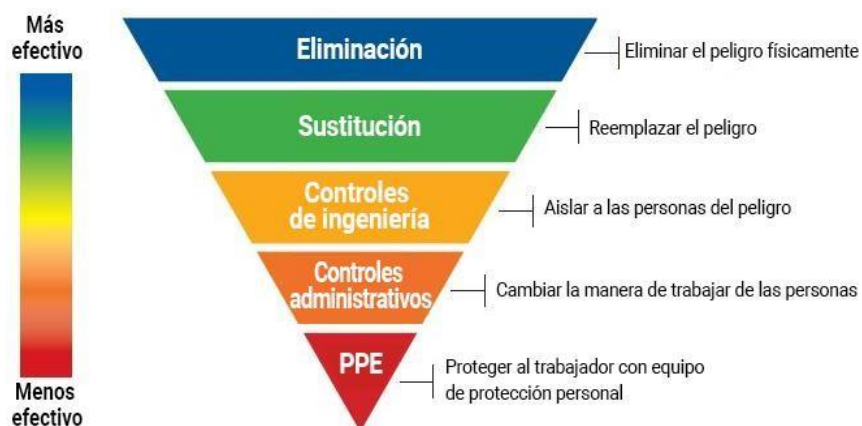 Más
efectivo
Eliminación
Eliminar el peligro físicamente
Sustitución
Reemplazar el peligro
Controles
de ingeniería
Aislar a las personas del peligro
Controles
administrativos
Cambiar la manera de trabajar de las personas
PPE
Proteger al trabajador con equipo
de protección personal
Menos
efectivo